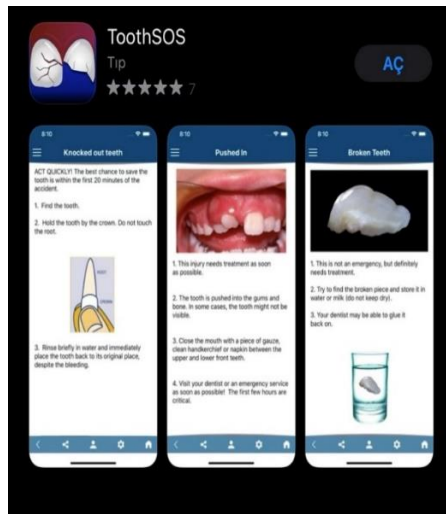 ToothSOS
Tıp
AÇ
★★★★★ 7
8:10
Knocked out teeth
ACT QUICKLY! The best chance to save the
tooth is within the first 20 minutes of the
accident.
1. Find the tooth.
2. Hold the tooth by the crown. Do not touch
the root.
ROOT
CROWN
3. Rinse briefly in water and immediately
place the tooth back to its original place,
despite the bleeding.
8:10
Pushed In
1. This injury needs treatment as soon
as possible.
2. The tooth is pushed into the gums and
bone. In some cases, the tooth might not be
visible.
3. Close the mouth with a piece of gauze,
clean handkerchief or napkin between the
upper and lower front teeth.
4. Visit your dentist or an emergency service
as soon as possible! The first few hours are
critical.
8:10
Broken Teeth
1. This is not an emergency, but definitely
needs treatment.
2. Try to find the broken piece and store it in
water or milk (do not keep dry).
3. Your dentist may be able to glue it
back on.